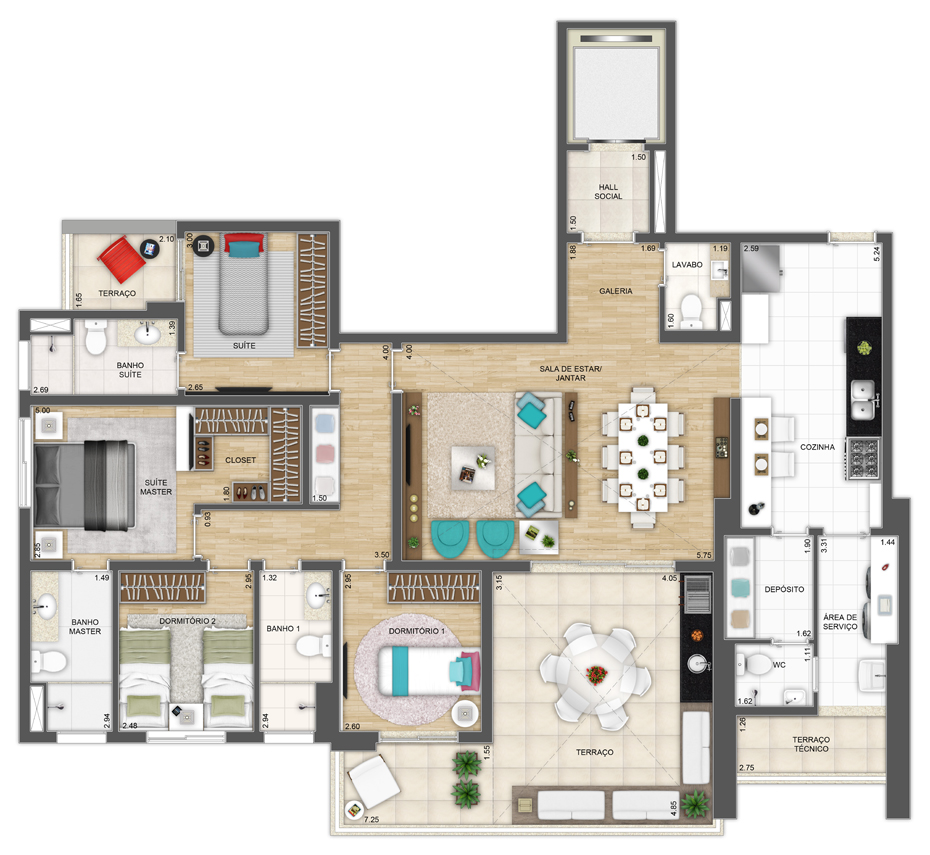 1.50
HALL
SOCIAL
1.50
1.88
1.69
1.19
LAVABO
GALERIA
1.60
2.59
5.24
2.10
3.00
TERRAÇO
1.65
1.39
SUÍTE
BANHO
SUÍTE
2.69
2.65
4.00
4.00
SALA DE ESTAR/
JANTAR
5.00
CLOSET
SUÍTE
MASTER
1.80
1.50
0.93
2.85
3.50
5.75
COZINHA
1.90
3.31
1.44
1.49
2.95
1.32
2.95
3.15
4.05
DEPÓSITO
BANHO
MASTER
DORMITÓRIO 2
BANHO 1
DORMITÓRIO 1
ÁREA DE
SERVIÇO
1.62
1.11
WC
1.62
2.94
2.48
2.94
2.60
1.26
TERRAÇO
TÉCNICO
2.75
1.55
TERRAÇO
7.25
4.85